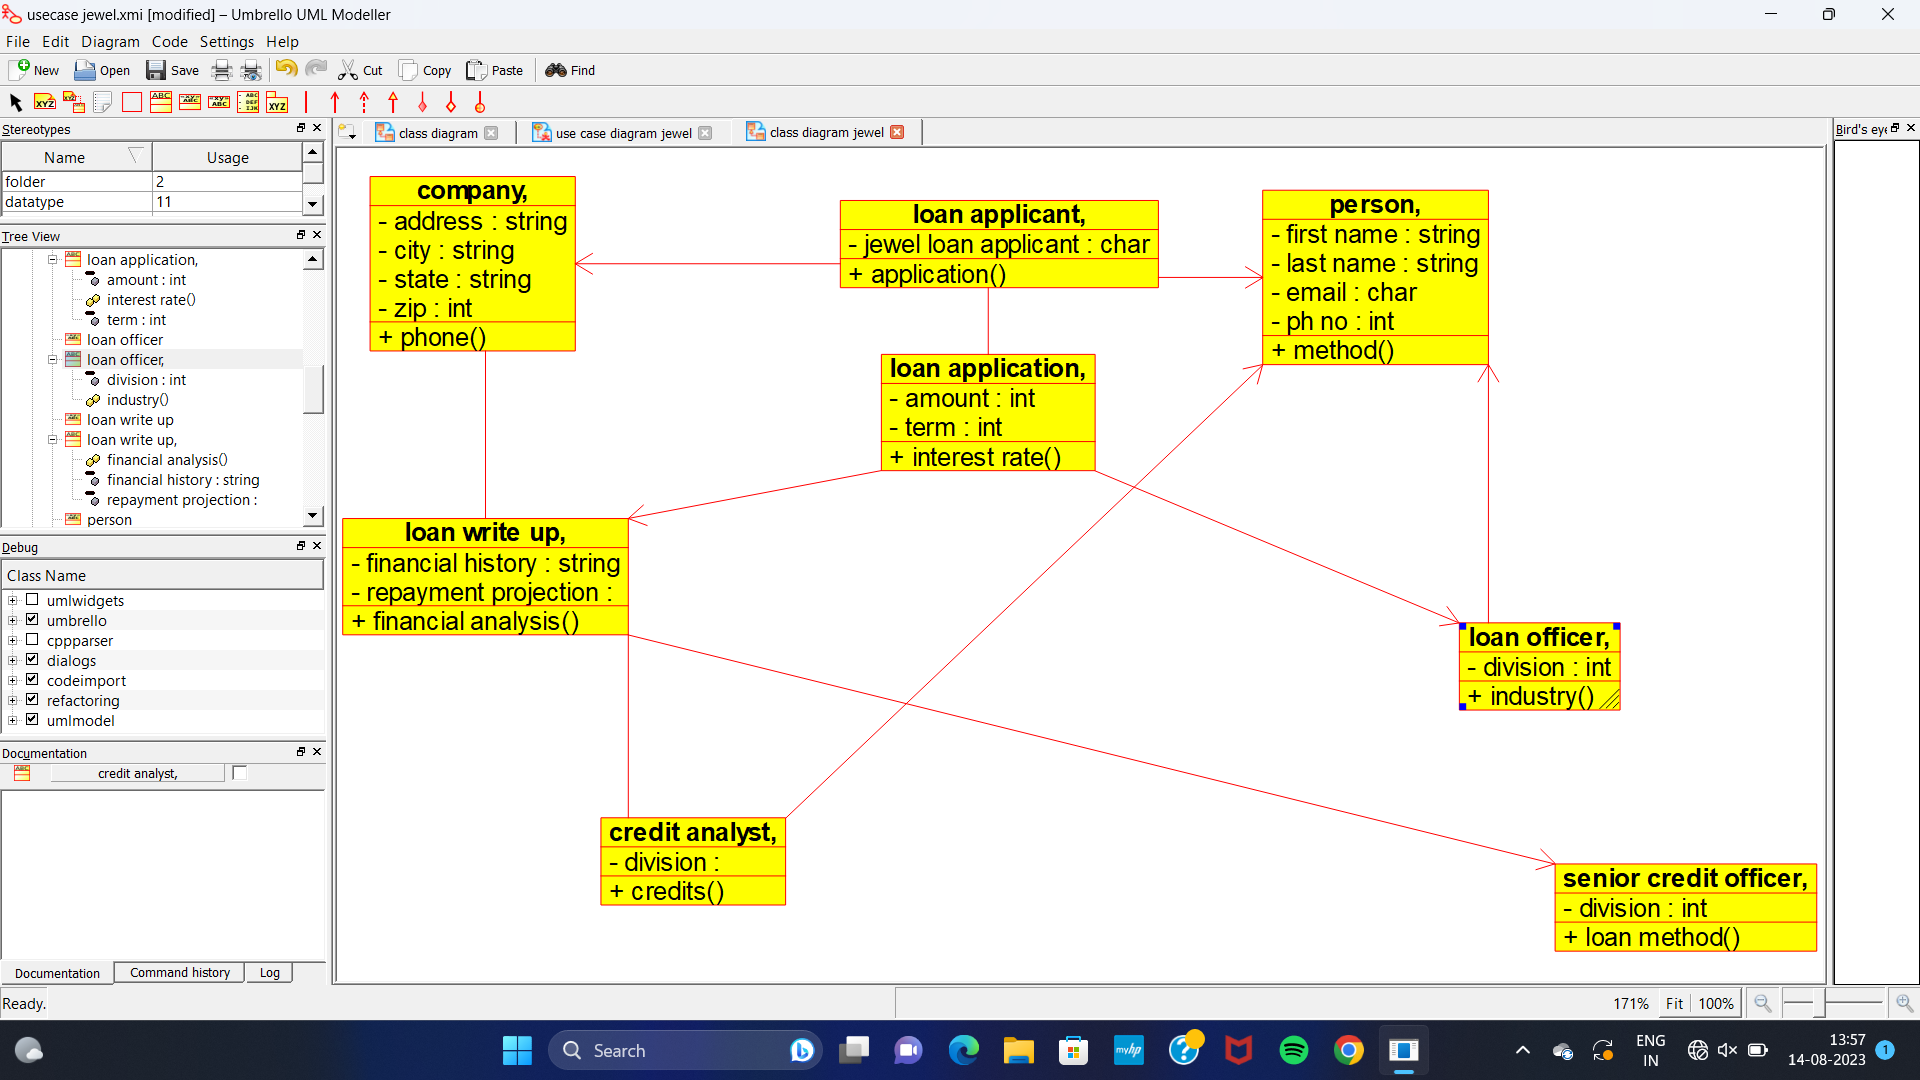 usecase jewel.xmi [modified] – Umbrello UML Modeller
File Edit Diagram Code Settings Help
New Open Save Cut Copy Paste Find
Stereotypes
Name Usage
folder 2
datatype 11
Tree View
loan application,
amount : int
interest rate()
term : int
loan officer
loan officer,
division : int
industry()
loan write up
loan write up,
financial analysis()
financial history : string
repayment projection :
person
Debug
Class Name
umlwidgets
umbrello
cppparser
dialogs
codeimport
refactoring
umlmodel
Documentation
credit analyst,
Documentation Command history Log
Ready.
class diagram
use case diagram jewel
class diagram jewel
Bird's eye
company,
- address : string
- city : string
- state : string
- zip : int
+ phone()
loan applicant,
- jewel loan applicant : char
+ application()
person,
- first name : string
- last name : string
- email : char
- ph no : int
+ method()
loan application,
- amount : int
- term : int
+ interest rate()
loan write up,
- financial history : string
- repayment projection :
+ financial analysis()
loan officer,
- division : int
+ industry()
credit analyst,
- division :
+ credits()
senior credit officer,
- division : int
+ loan method()
171% Fit 100%
Search
myhp
ENG
IN
13:57
14-08-2023
1